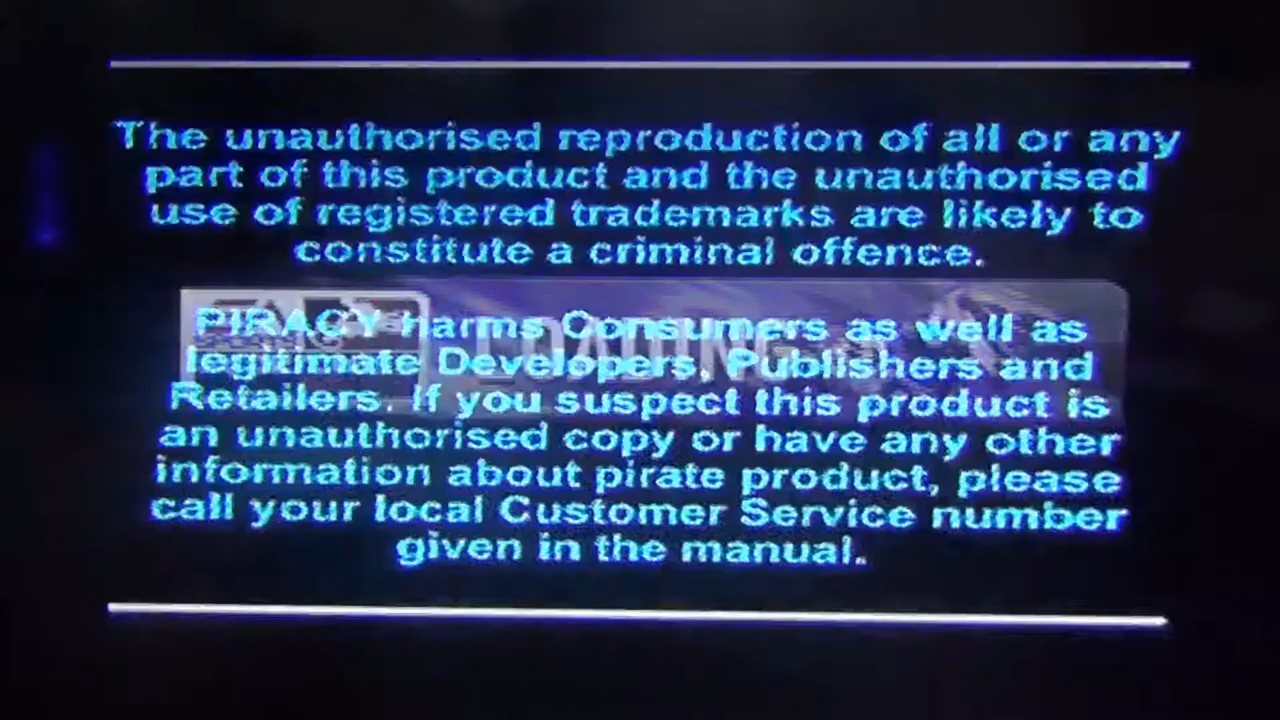 The unauthorised reproduction of all or any
part of this product and the unauthorised
use of registered trademarks are likely to
constitute a criminal offence.
PIRACY harms Consumers as well as
legitimate Developers, Publishers and
Retailers. If you suspect this product is
an unauthorised copy or have any other
information about pirate product, please
call your local Customer Service number
given in the manual.
LOADING